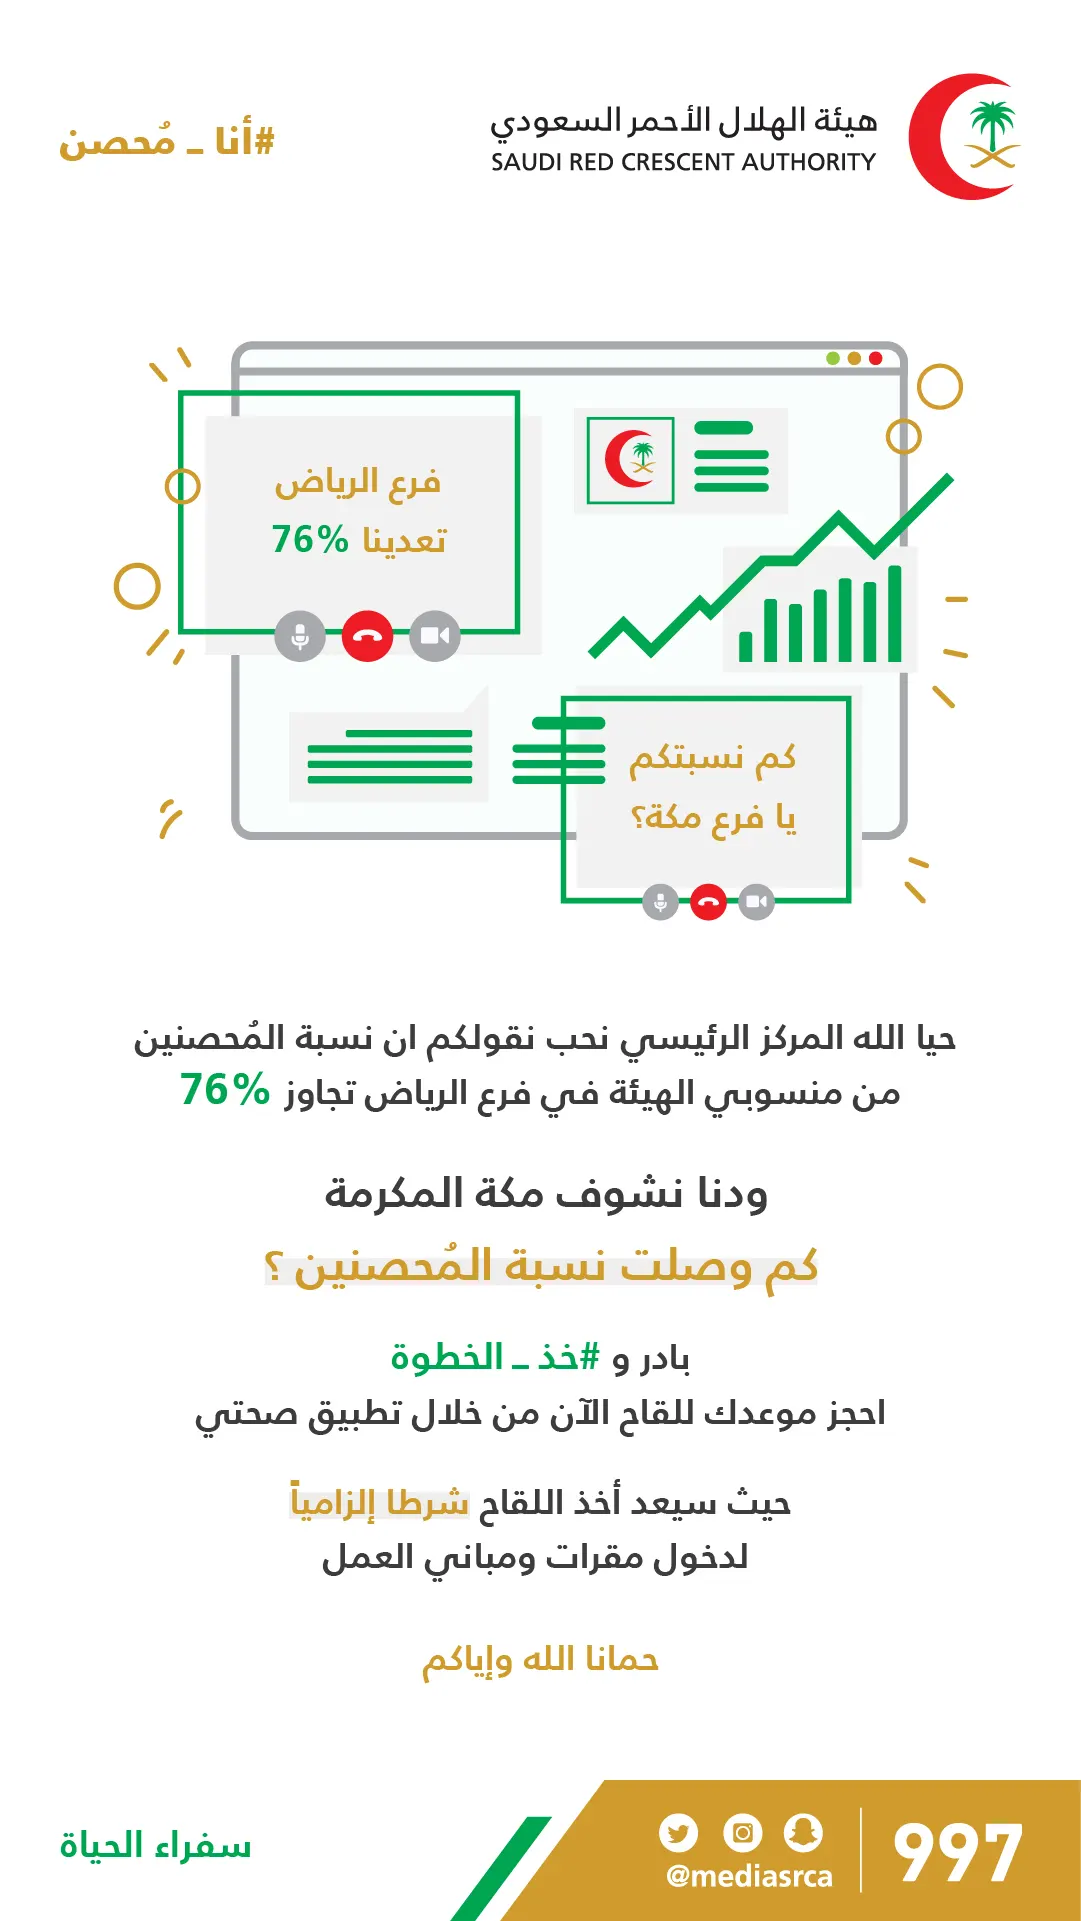 هيئة الهلال الأحمر السعودي
SAUDI RED CRESCENT AUTHORITY
#أنا _ مُحصن
فرع الرياض
تعدينا 76%
كم نسبتكم
يا فرع مكة؟
حيا الله المركز الرئيسي نحب نقولكم ان نسبة المُحصنين
من منسوبي الهيئة في فرع الرياض تجاوز 76%
ودنا نشوف مكة المكرمة
كم وصلت نسبة المُحصنين ؟
بادر و #خذ _ الخطوة
احجز موعدك للقاح الآن من خلال تطبيق صحتي
حيث سيعد أخذ اللقاح شرطا إلزامياً
لدخول مقرات ومباني العمل
حمانا الله وإياكم
997
@mediasrca
سفراء الحياة